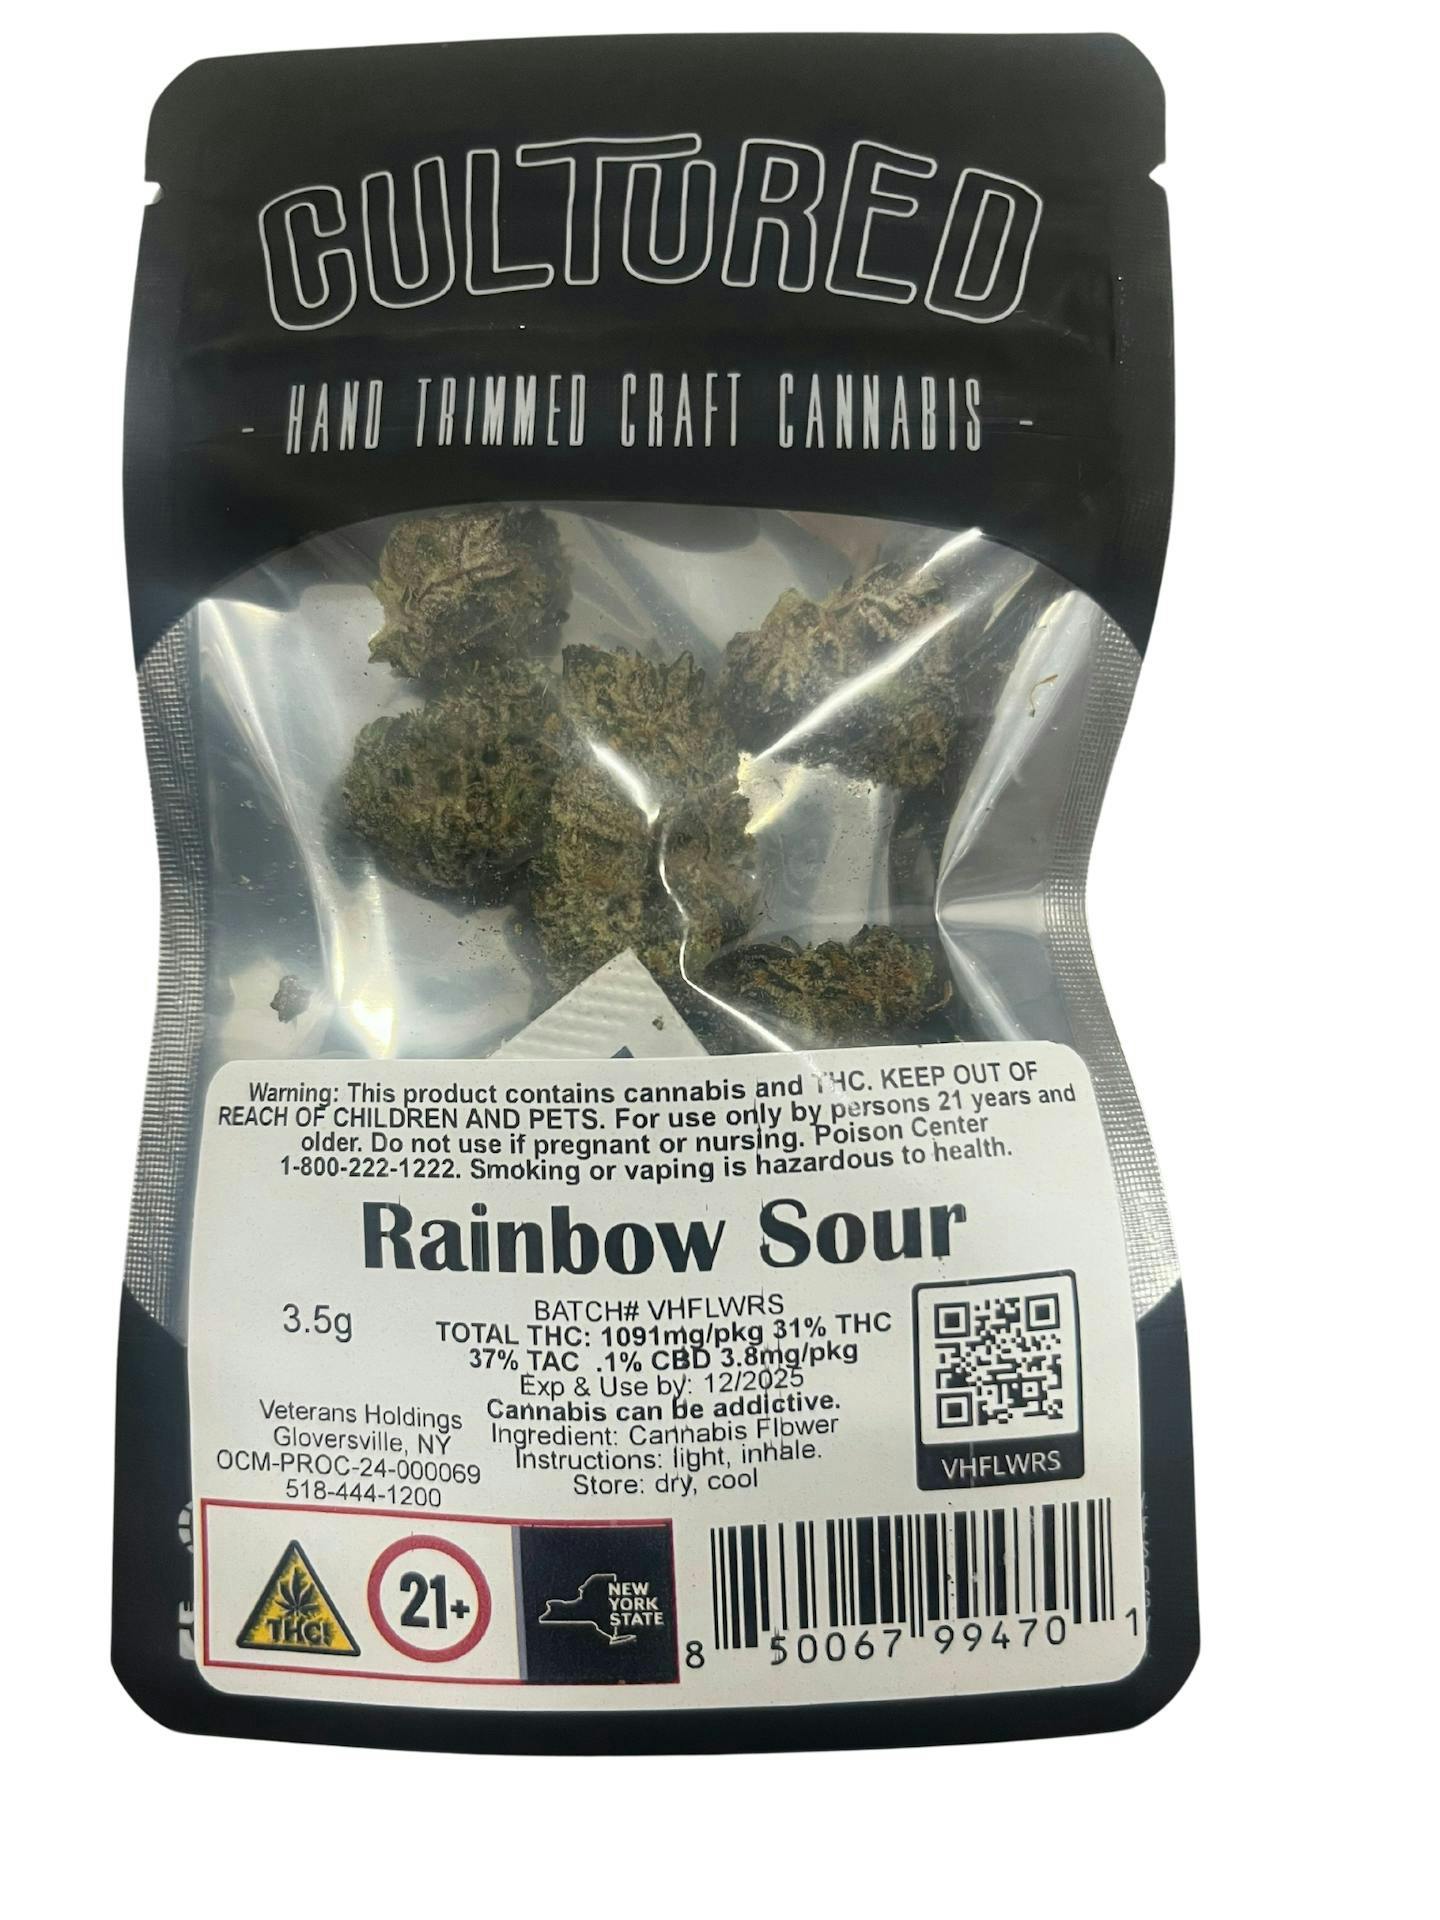 CULTURED
- HAND TRIMMED CRAFT CANNABIS -
Warning: This product contains cannabis and THC. KEEP OUT OF
REACH OF CHILDREN AND PETS. For use only by persons 21 years and
older. Do not use if pregnant or nursing. Poison Center
1-800-222-1222. Smoking or vaping is hazardous to health.
Rainbow Sour
3.5g
BATCH# VHFLWRS
TOTAL THC: 1091mg/pkg 31% THC
37% TAC .1% CBD 3.8mg/pkg
Exp & Use by: 12/2025
Cannabis can be addictive.
Ingredient: Cannabis Flower
Instructions: light, inhale.
Store: dry, cool
Veterans Holdings
Gloversville, NY
OCM-PROC-24-000069
518-444-1200
VHFLWRS
THC!
21+
NEW
YORK
STATE
8 50067 99470 1